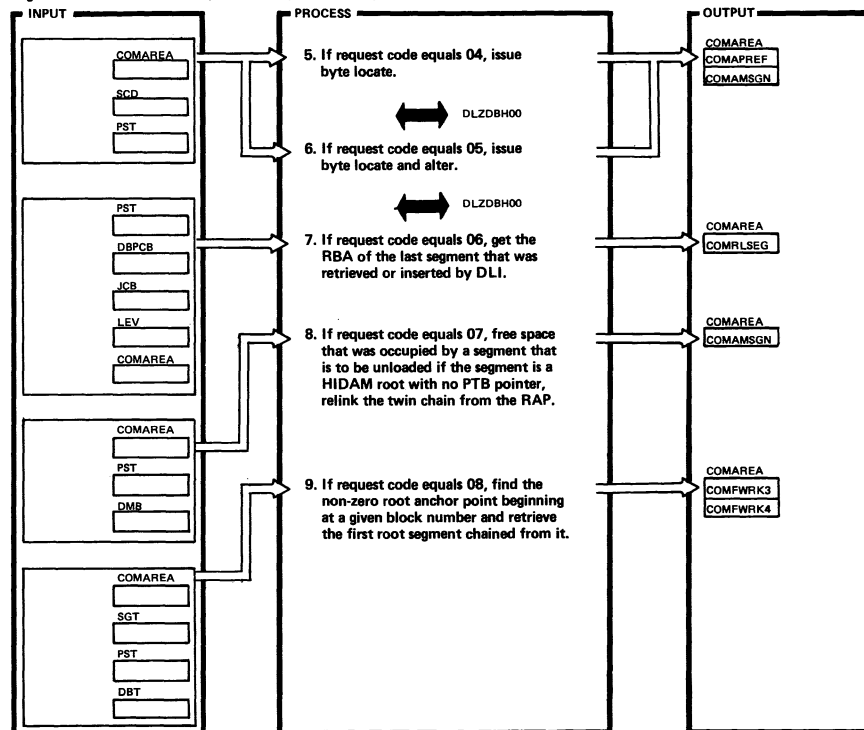 INPUT
PROCESS
OUTPUT
COMAREA
SCD
PST
5. If request code equals 04, issue
byte locate.
DLZDBH00
6. If request code equals 05, issue
byte locate and alter.
DLZDBH00
COMAREA
COMAPREF
COMAMSGN
PST
DBPCB
JCB
LEV
COMAREA
7. If request code equals 06, get the
RBA of the last segment that was
retrieved or inserted by DLI.
COMAREA
COMRLSEG
8. If request code equals 07, free space
that was occupied by a segment that
is to be unloaded if the segment is a
HIDAM root with no PTB pointer,
relink the twin chain from the RAP.
COMAREA
COMAMSGN
COMAREA
PST
DMB
9. If request code equals 08, find the
non-zero root anchor point beginning
at a given block number and retrieve
the first root segment chained from it.
COMAREA
COMFWRK3
COMFWRK4
COMAREA
SGT
PST
DBT